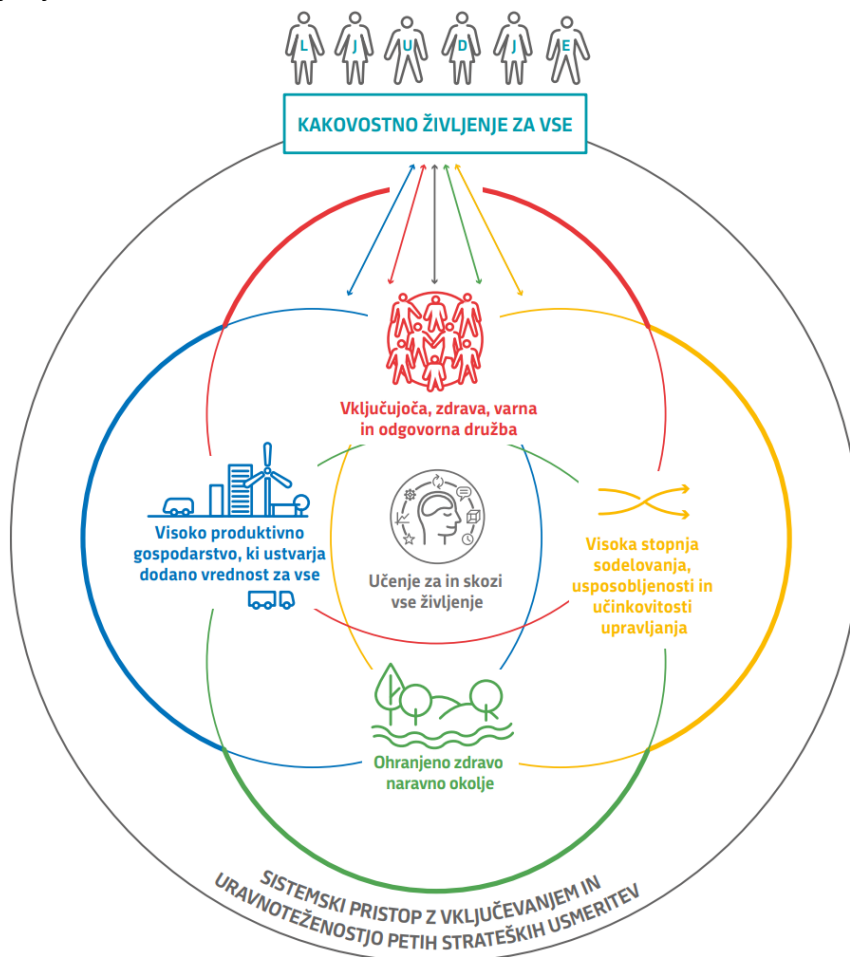 L J U D J E
KAKOVOSTNO ŽIVLJENJE ZA VSE
Vključujoča, zdrava, varna
in odgovorna družba
Visoko produktivno
gospodarstvo, ki ustvarja
dodano vrednost za vse
Učenje za in skozi
vse življenje
Visoka stopnja
sodelovanja,
usposobljenosti in
učinkovitosti
upravljanja
Ohranjeno zdravo
naravno okolje
SISTEMSKI PRISTOP Z VKLJUČEVANJEM IN
URAVNOTEŽENOSTJO PETIH STRATEŠKIH USMERITEV